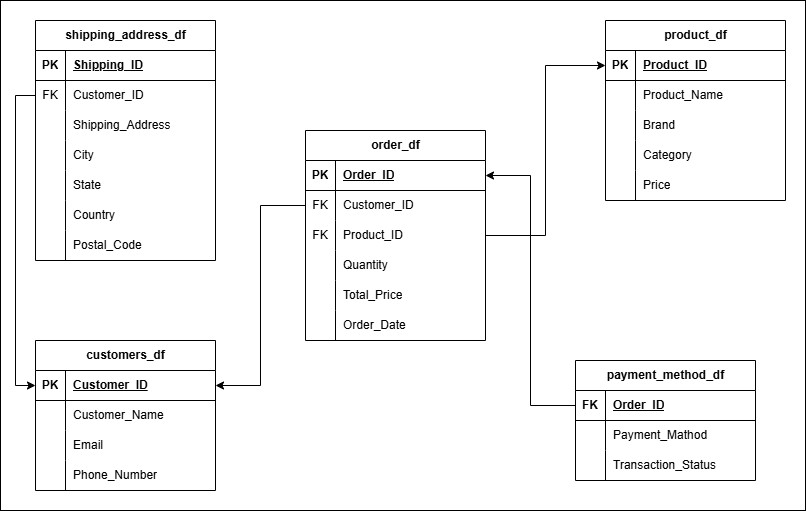 shipping_address_df
PK Shipping_ID
FK Customer_ID
Shipping_Address
City
State
Country
Postal_Code
customers_df
PK Customer_ID
Customer_Name
Email
Phone_Number
order_df
PK Order_ID
FK Customer_ID
FK Product_ID
Quantity
Total_Price
Order_Date
product_df
PK Product_ID
Product_Name
Brand
Category
Price
payment_method_df
FK Order_ID
Payment_Mathod
Transaction_Status